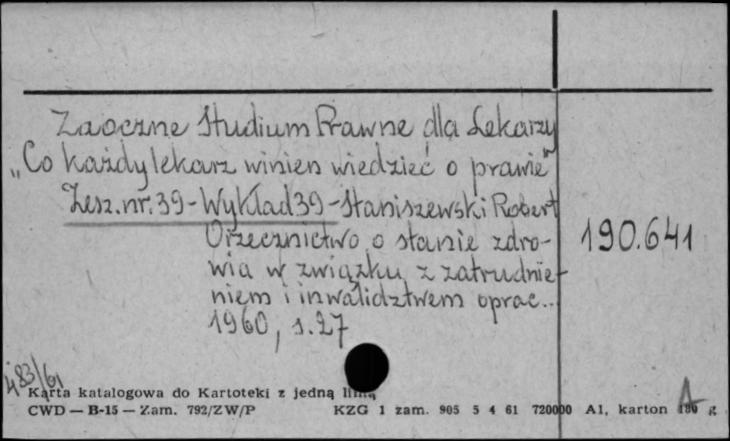 Zaoczne Studium Prawne dla Lekarzy
„Co każdy lekarz winien wiedzieć o prawie"
Zesz. nr. 39 - Wykład 39 - Staniszewski Robert
Orzecznictwo o stanie zdro-
190.641
wia w związku z zatrudnie-
niem i inwalidztwem oprac...
1960, s. 27
483/61
Karta katalogowa do Kartoteki z jedną linią
CWD — B-15 — Zam. 792/ZW/P KZG 1 zam. 905 5 4 61 720000 A1, karton 180 g
A